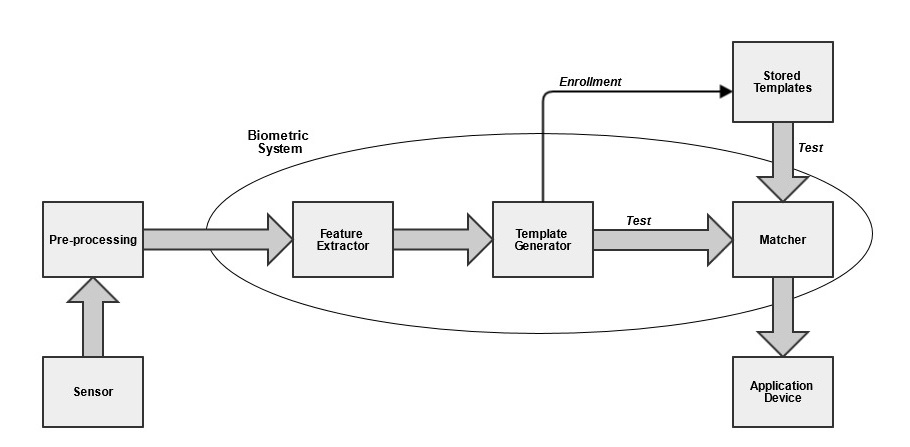 Stored
Templates
Enrollment
Biometric
System
Test
Pre-processing
Feature
Extractor
Template
Generator
Test
Matcher
Sensor
Application
Device